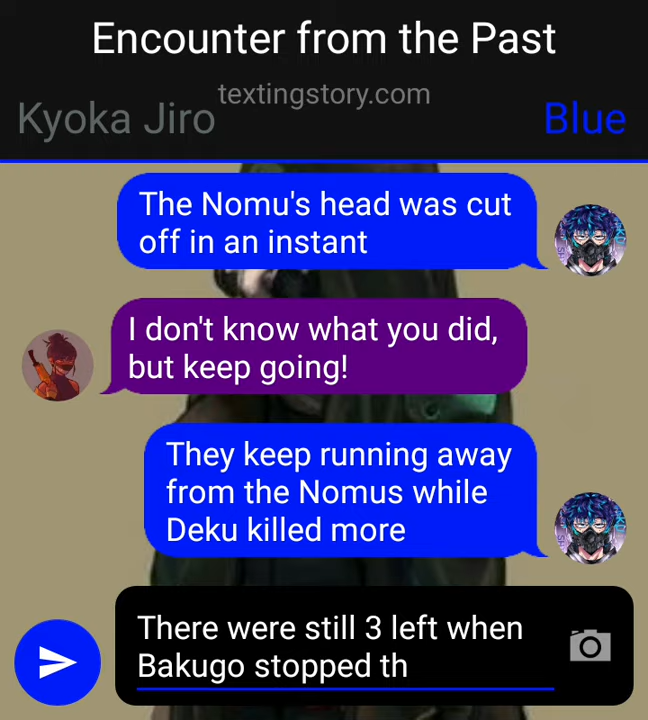 Encounter from the Past
textingstory.com
Kyoka Jiro
Blue
The Nomu's head was cut
off in an instant
I don't know what you did,
but keep going!
They keep running away
from the Nomus while
Deku killed more
There were still 3 left when
Bakugo stopped th